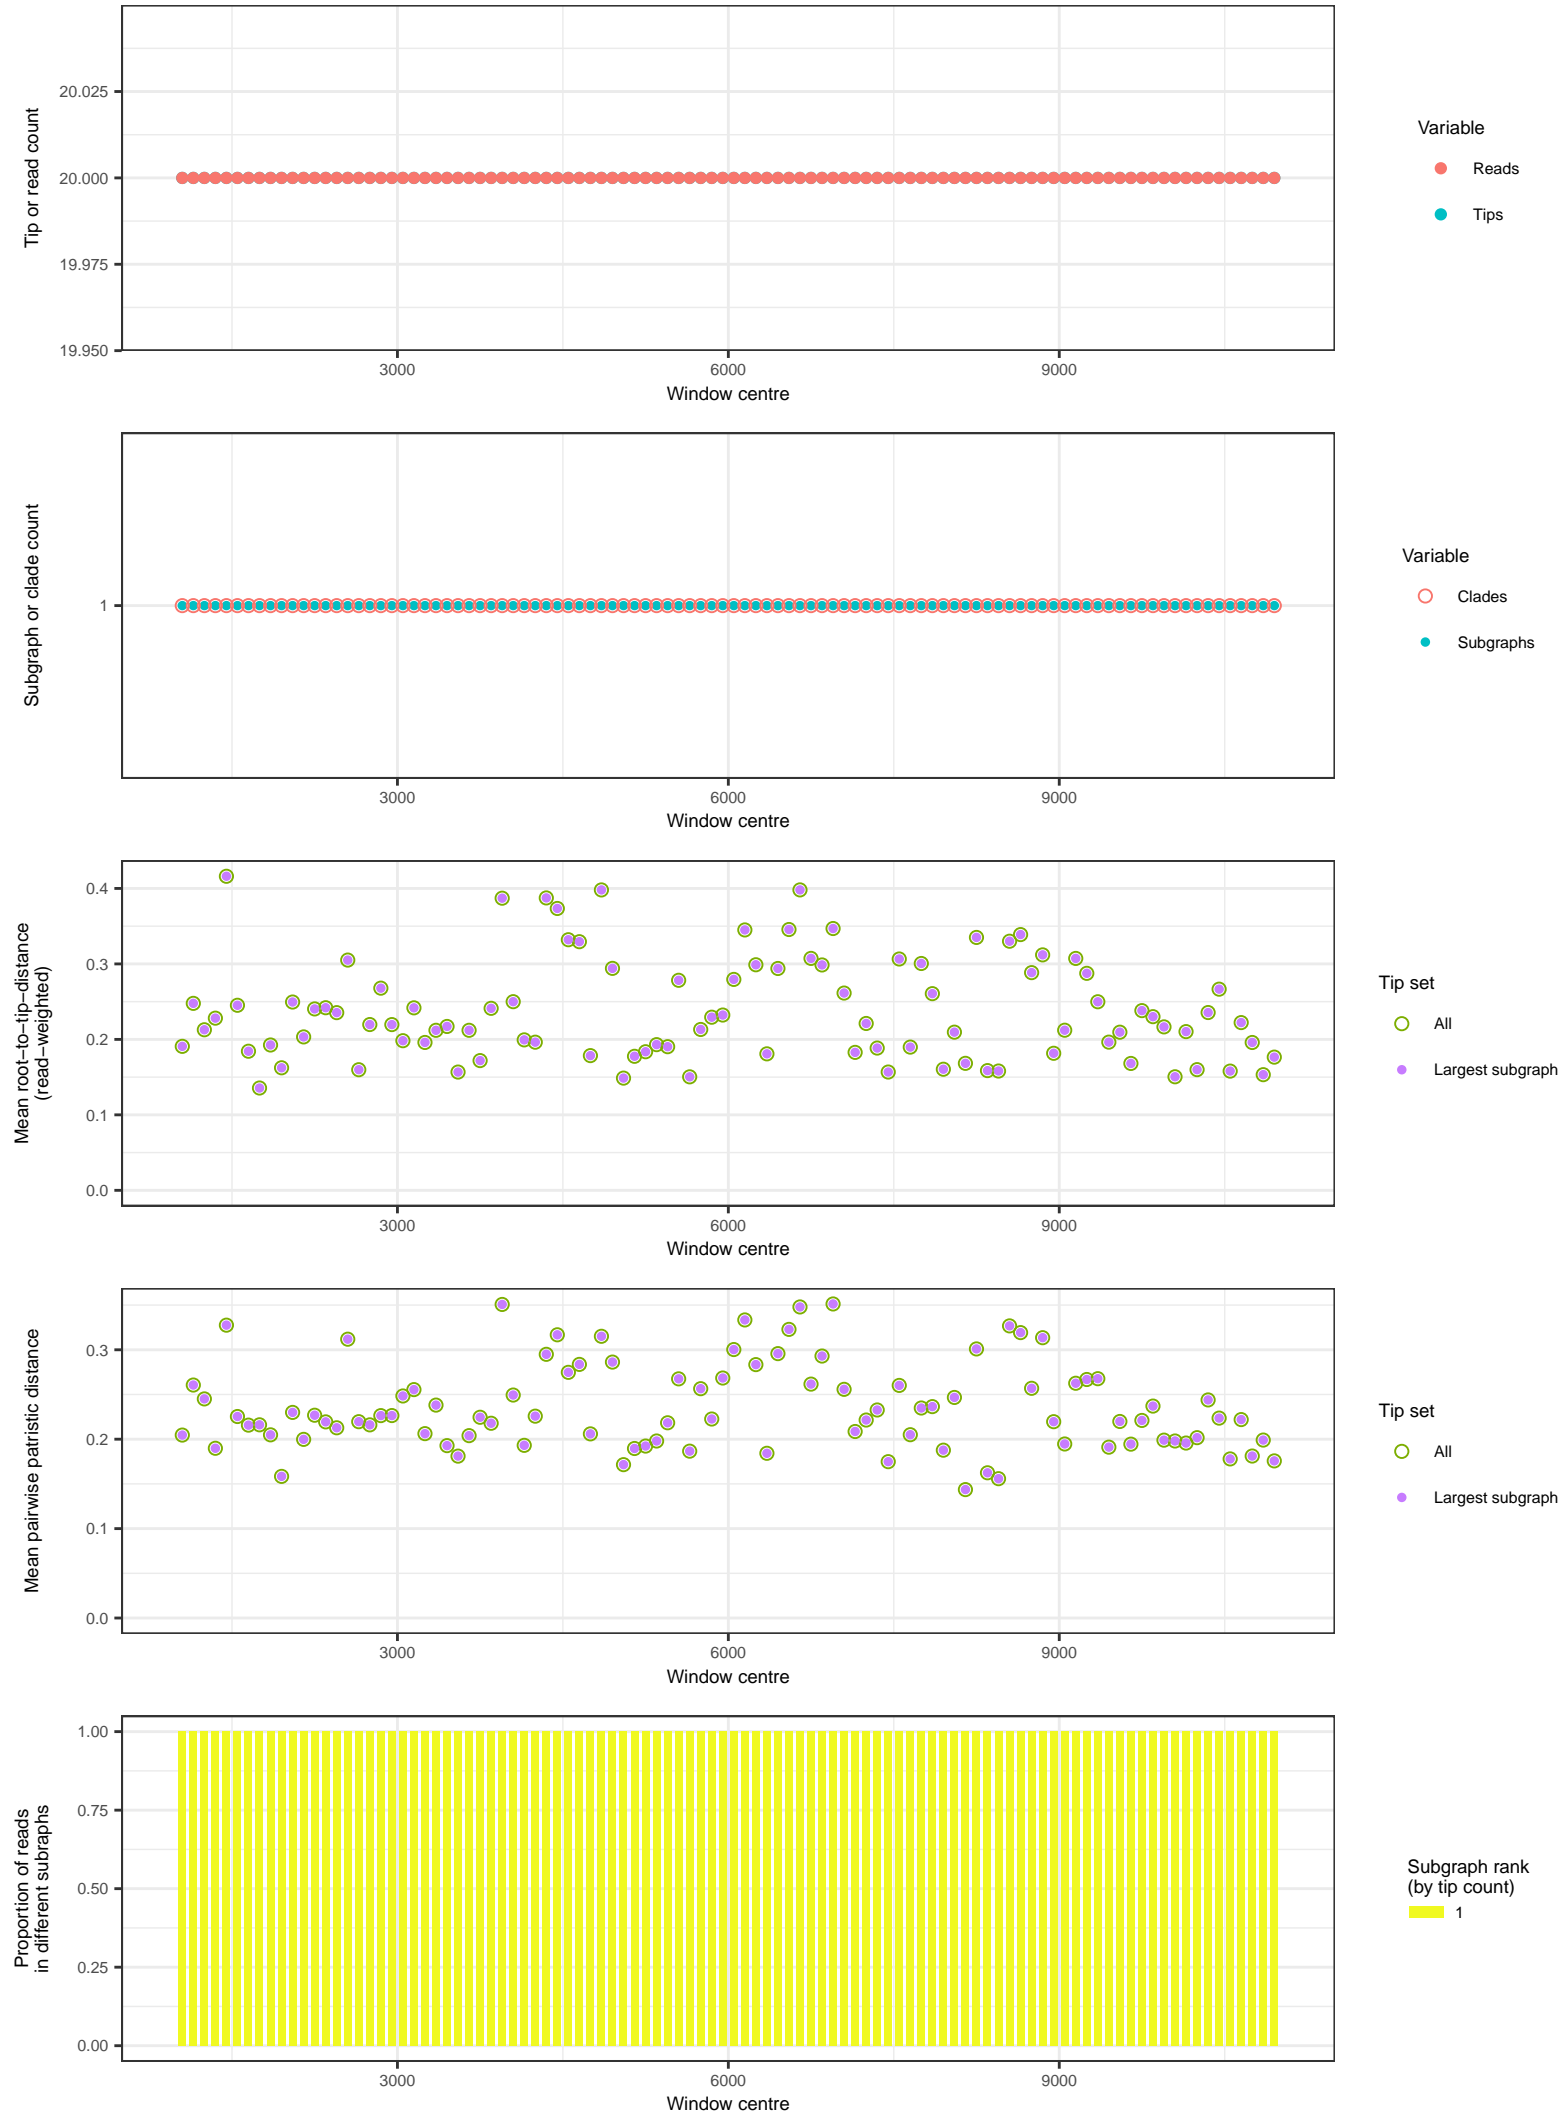 20.025
20.000
19.975
19.950
Tip or read count
3000 6000 9000
Window centre
Variable
Reads
Tips
1
Subgraph or clade count
3000 6000 9000
Window centre
Variable
Clades
Subgraphs
0.4
0.3
0.2
0.1
0.0
Mean root−to−tip−distance
(read−weighted)
3000 6000 9000
Window centre
Tip set
All
Largest subgraph
0.3
0.2
0.1
0.0
Mean pairwise patristic distance
3000 6000 9000
Window centre
Tip set
All
Largest subgraph
1.00
0.75
0.50
0.25
0.00
Proportion of reads
in different subraphs
3000 6000 9000
Window centre
Subgraph rank
(by tip count)
1